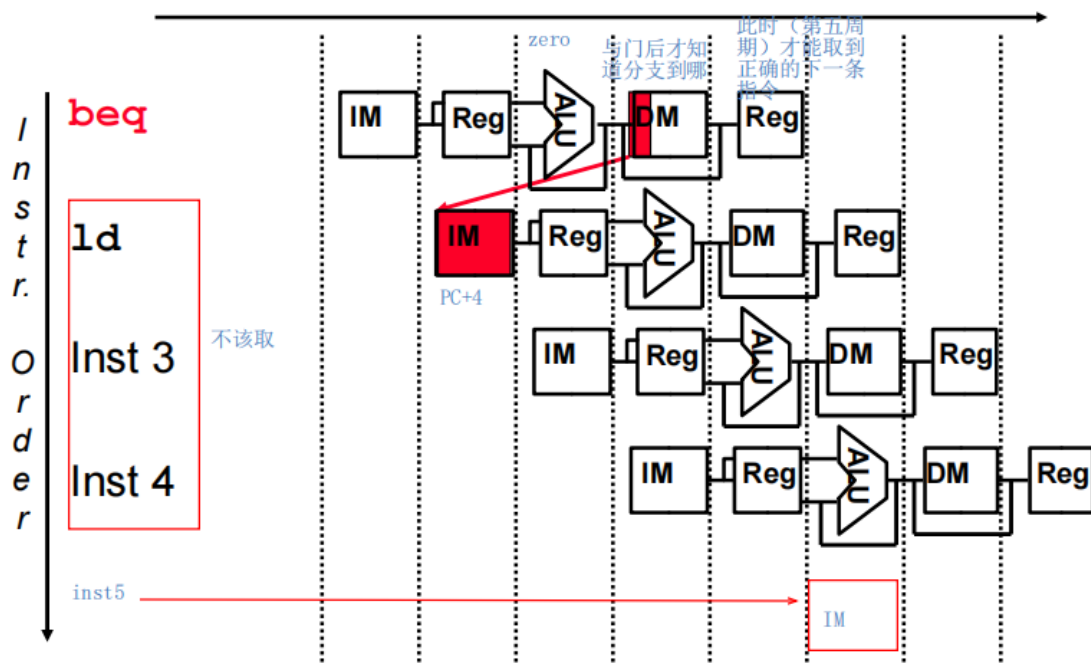 zero
与门后才知
道分支到哪
此时（第五周
期）才能取到
正确的下一条
指令
Instr. Order
beq
IM
Reg
ALU
DM
Reg
ld
IM
Reg
ALU
DM
Reg
PC+4
不该取
Inst 3
IM
Reg
ALU
DM
Reg
Inst 4
IM
Reg
ALU
DM
Reg
inst5
IM